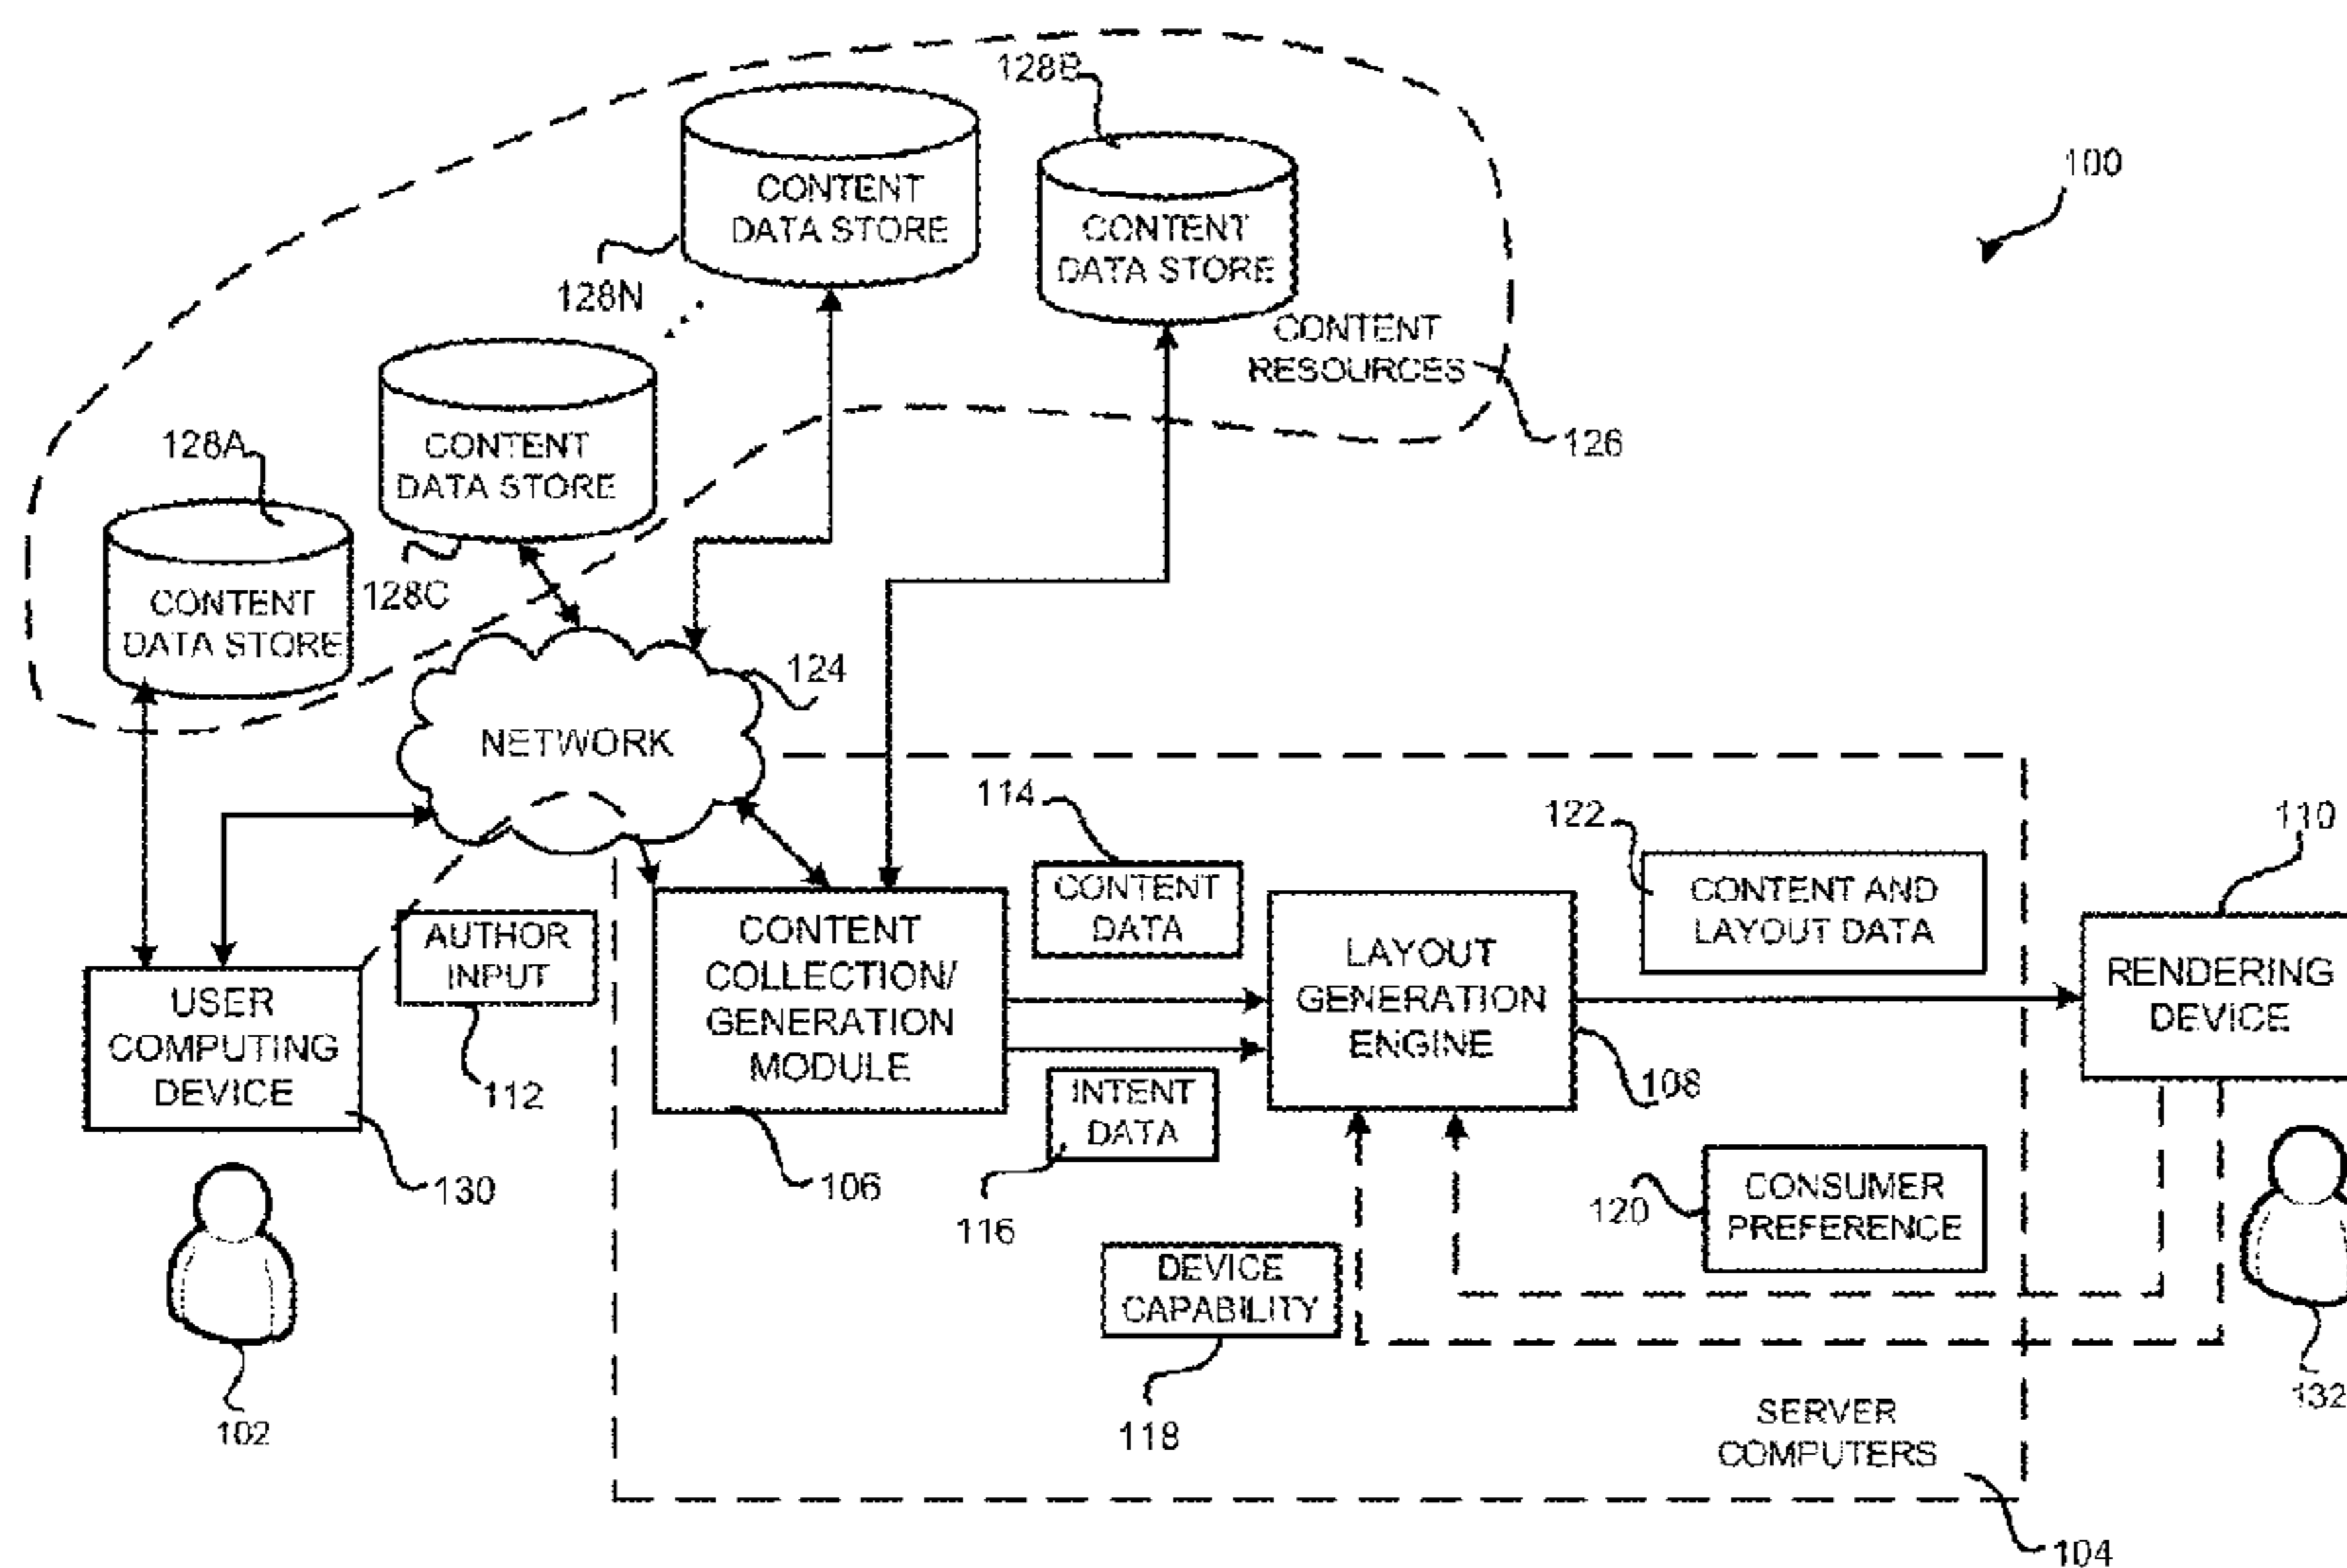 128B
100
CONTENT
DATA STORE
CONTENT
DATA STORE
128N
CONTENT
RESOURCES
126
128A
CONTENT
DATA STORE
128C
CONTENT
DATA STORE
124
NETWORK
114
122
110
CONTENT
DATA
CONTENT AND
LAYOUT DATA
AUTHOR
INPUT
CONTENT
COLLECTION/
GENERATION
MODULE
LAYOUT
GENERATION
ENGINE
RENDERING
DEVICE
USER
COMPUTING
DEVICE
112
108
INTENT
DATA
130
106
116
120
CONSUMER
PREFERENCE
DEVICE
CAPABILITY
102
118
132
SERVER
COMPUTERS
104